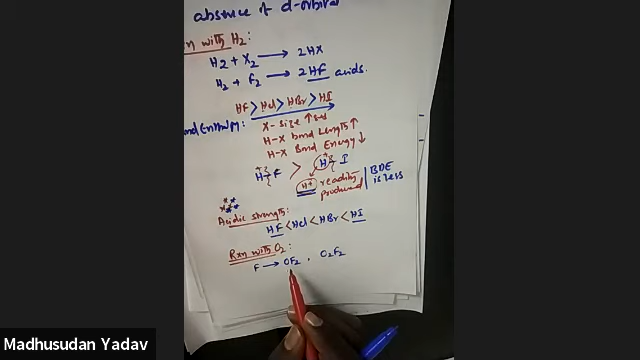 absence of d-orbital
Rxn with H2:
H2 + X2 → 2HX
H2 + F2 → 2HF acids.
HF > HCl > HBr > HI
Bond Enthalpy:
X- size ↑ses
H-X bond length ↑
H-X Bond Energy ↓
H-F > H-I
H+ readily produced
BDE is less
Acidic strength:
HF < HCl < HBr < HI
Rxn with O2:
F → OF2, O2F2
Madhusudan Yadav